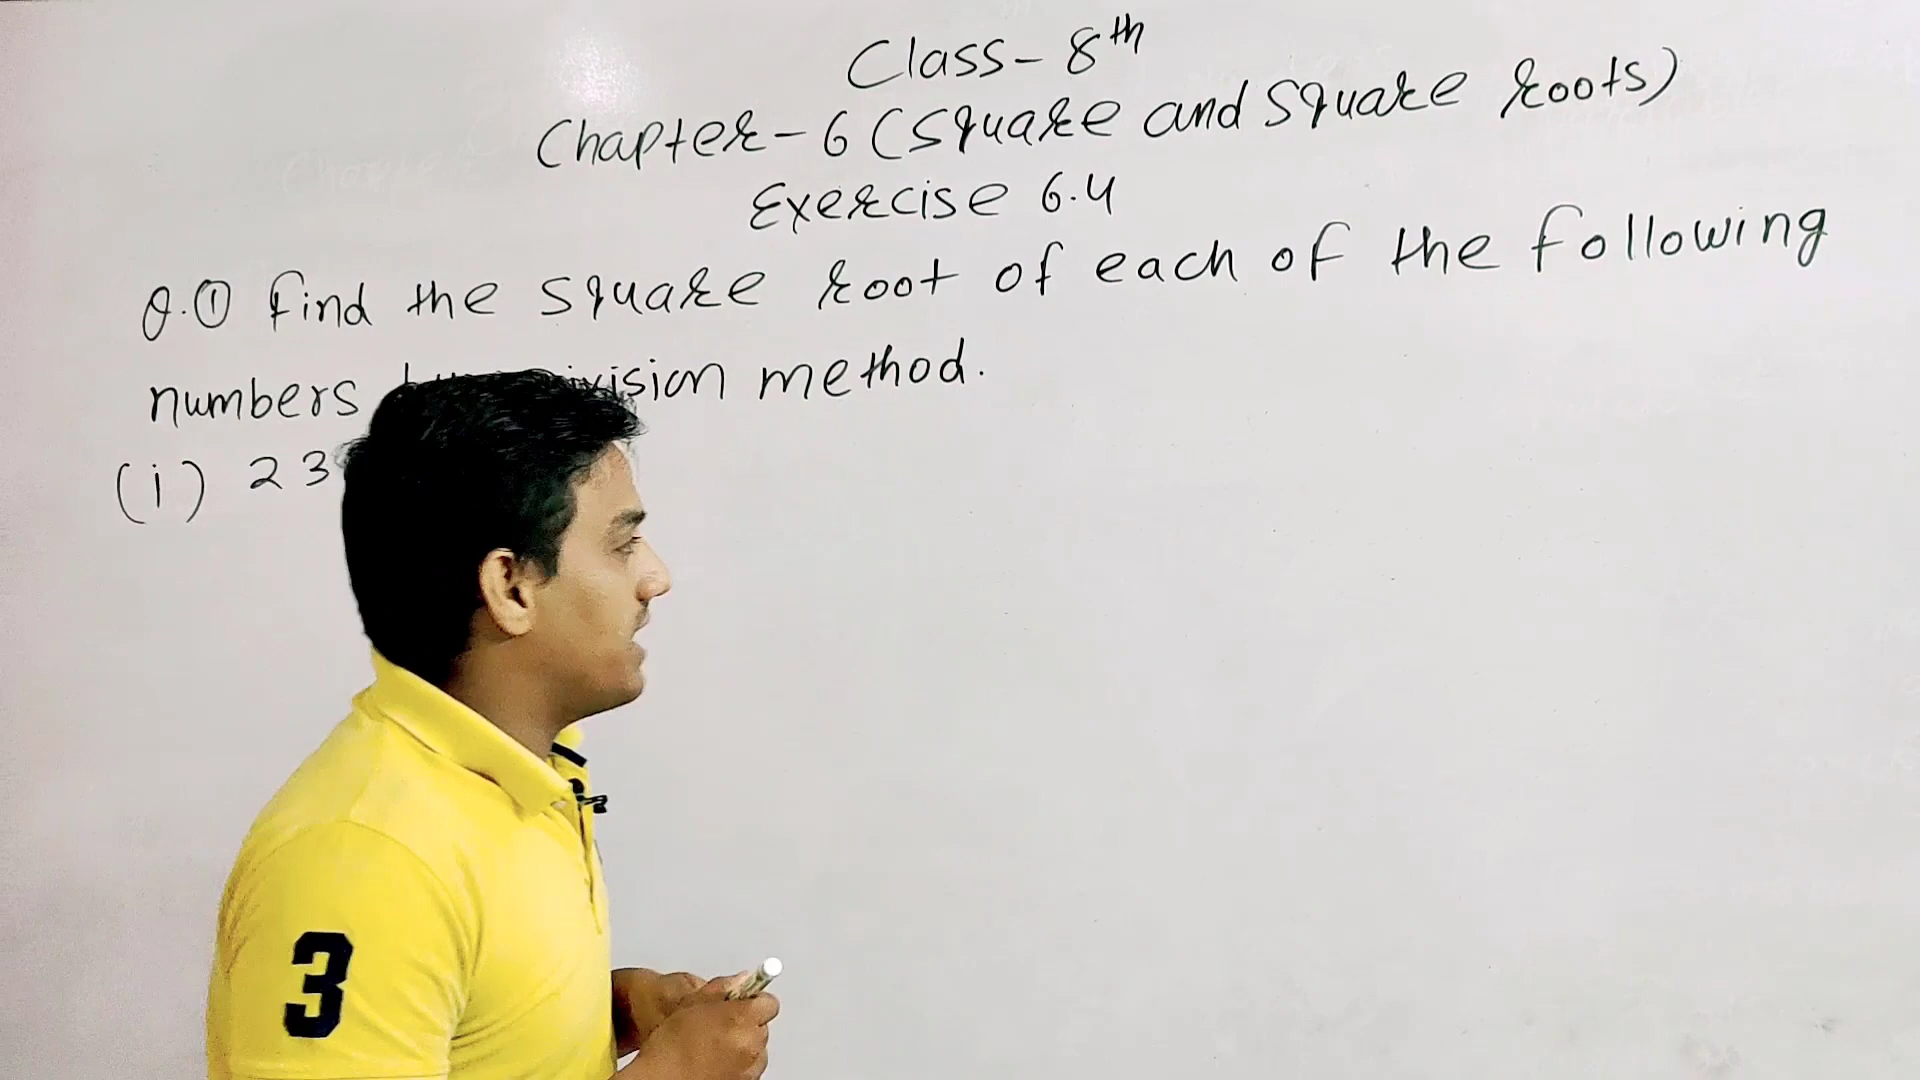 Class- 8th
Chapter-6 (Square and Square roots)
Exercise 6.4
Q.① find the square root of each of the following
numbers division method.
(i) 23
3